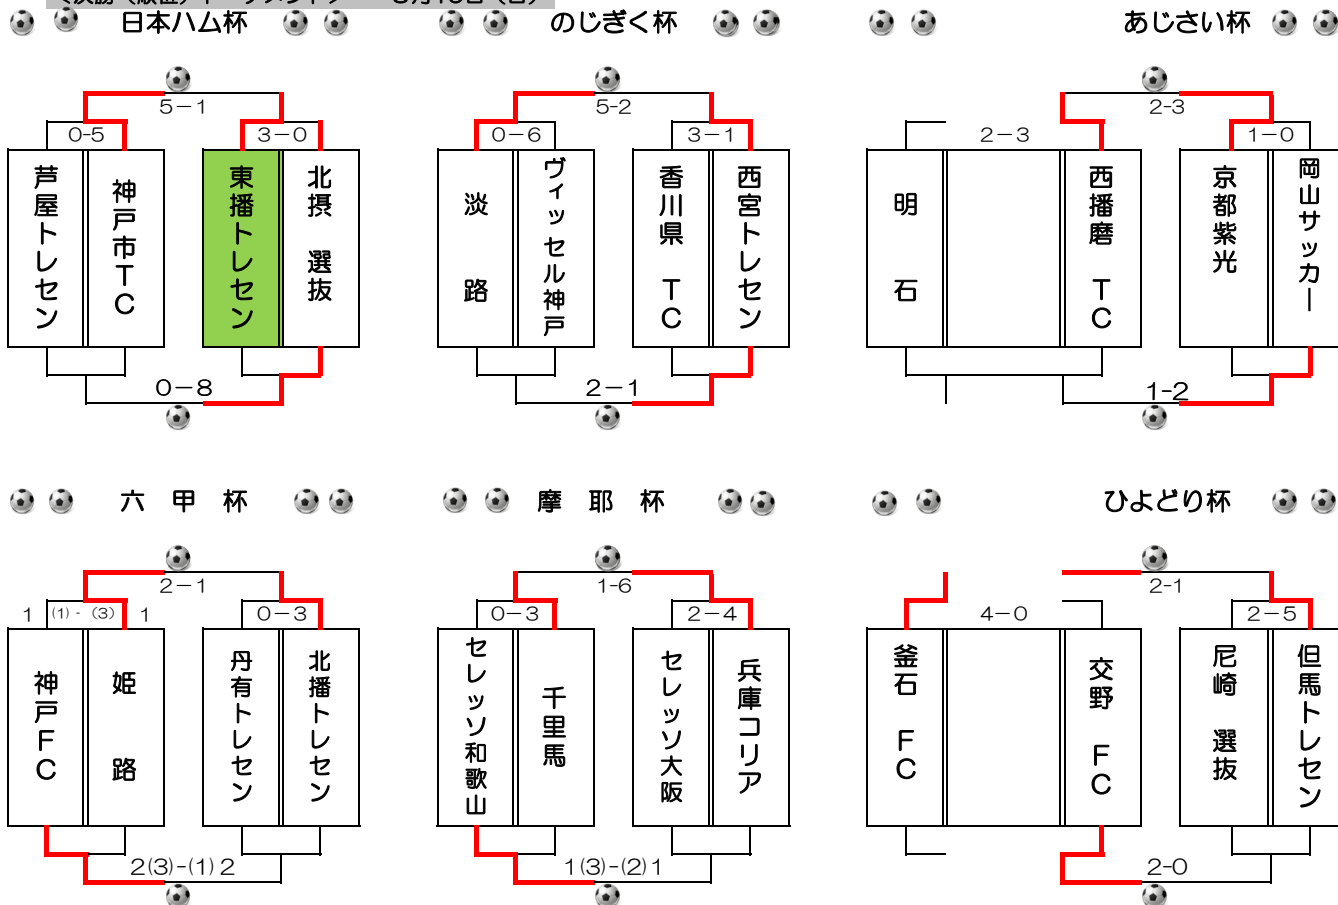 日本ハム杯
のじぎく杯
あじさい杯
5－1
5-2
2-3
0-5
3－0
0－6
3－1
2－3
1－0
芦屋トレセン
神戸市TC
東播トレセン
北摂 選抜
淡 路
ヴィッセル神戸
香川県 TC
西宮トレセン
明 石
西播磨 TC
京都紫光
岡山サッカー
0－8
2－1
1-2
六 甲 杯
摩 耶 杯
ひよどり杯
2－1
1-6
2-1
1 (1) - (3) 1
0－3
0－3
2－4
4－0
2－5
神戸FC
姫 路
丹有トレセン
北播トレセン
セレッソ和歌山
千里馬
セレッソ大阪
兵庫コリア
釜石 FC
交野 FC
尼崎 選抜
但馬トレセン
2(3)-(1) 2
1(3)-(2)1
2-0